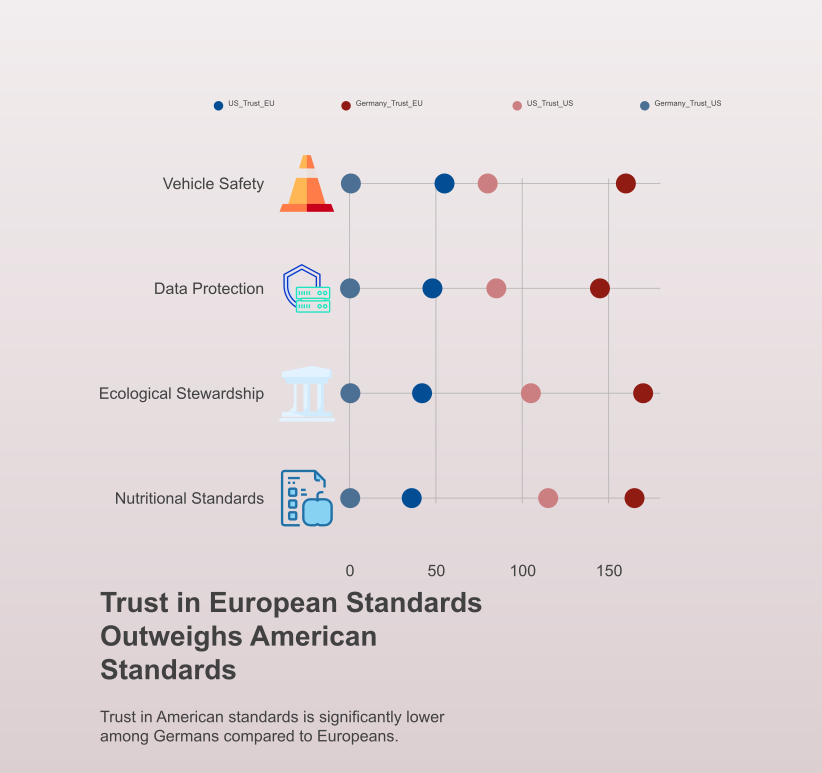 US_Trust_EU Germany_Trust_EU US_Trust_US Germany_Trust_US
Vehicle Safety
Data Protection
Ecological Stewardship
Nutritional Standards
0 50 100 150
Trust in European Standards
Outweighs American
Standards
Trust in American standards is significantly lower
among Germans compared to Europeans.